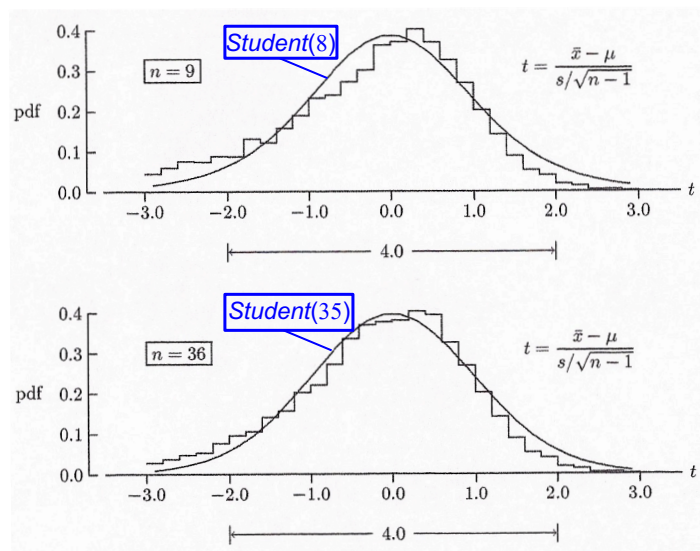 0.4
Student(8)
n = 9
t = x̄ − μ / s/√n − 1
0.3
pdf 0.2
0.1
0.0
−3.0 −2.0 −1.0 0.0 1.0 2.0 3.0 t
4.0
0.4
Student(35)
n = 36
t = x̄ − μ / s/√n − 1
0.3
pdf 0.2
0.1
0.0
−3.0 −2.0 −1.0 0.0 1.0 2.0 3.0 t
4.0